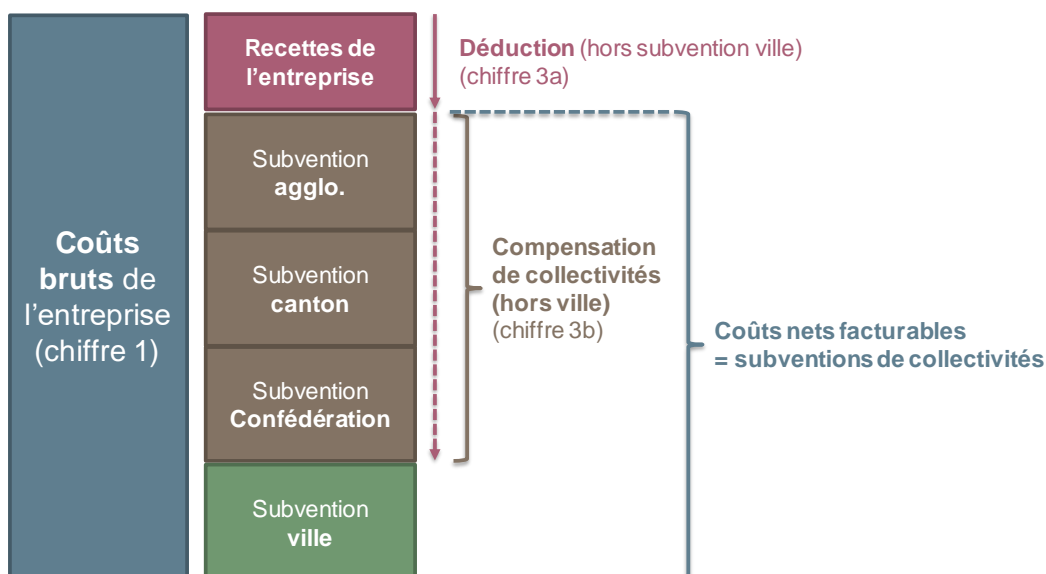 Coûts
bruts de
l’entreprise
(chiffre 1)
Recettes de
l’entreprise
Subvention
agglo.
Subvention
canton
Subvention
Confédération
Subvention
ville
Déduction (hors subvention ville)
(chiffre 3a)
Compensation
de collectivités
(hors ville)
(chiffre 3b)
Coûts nets facturables
= subventions de collectivités